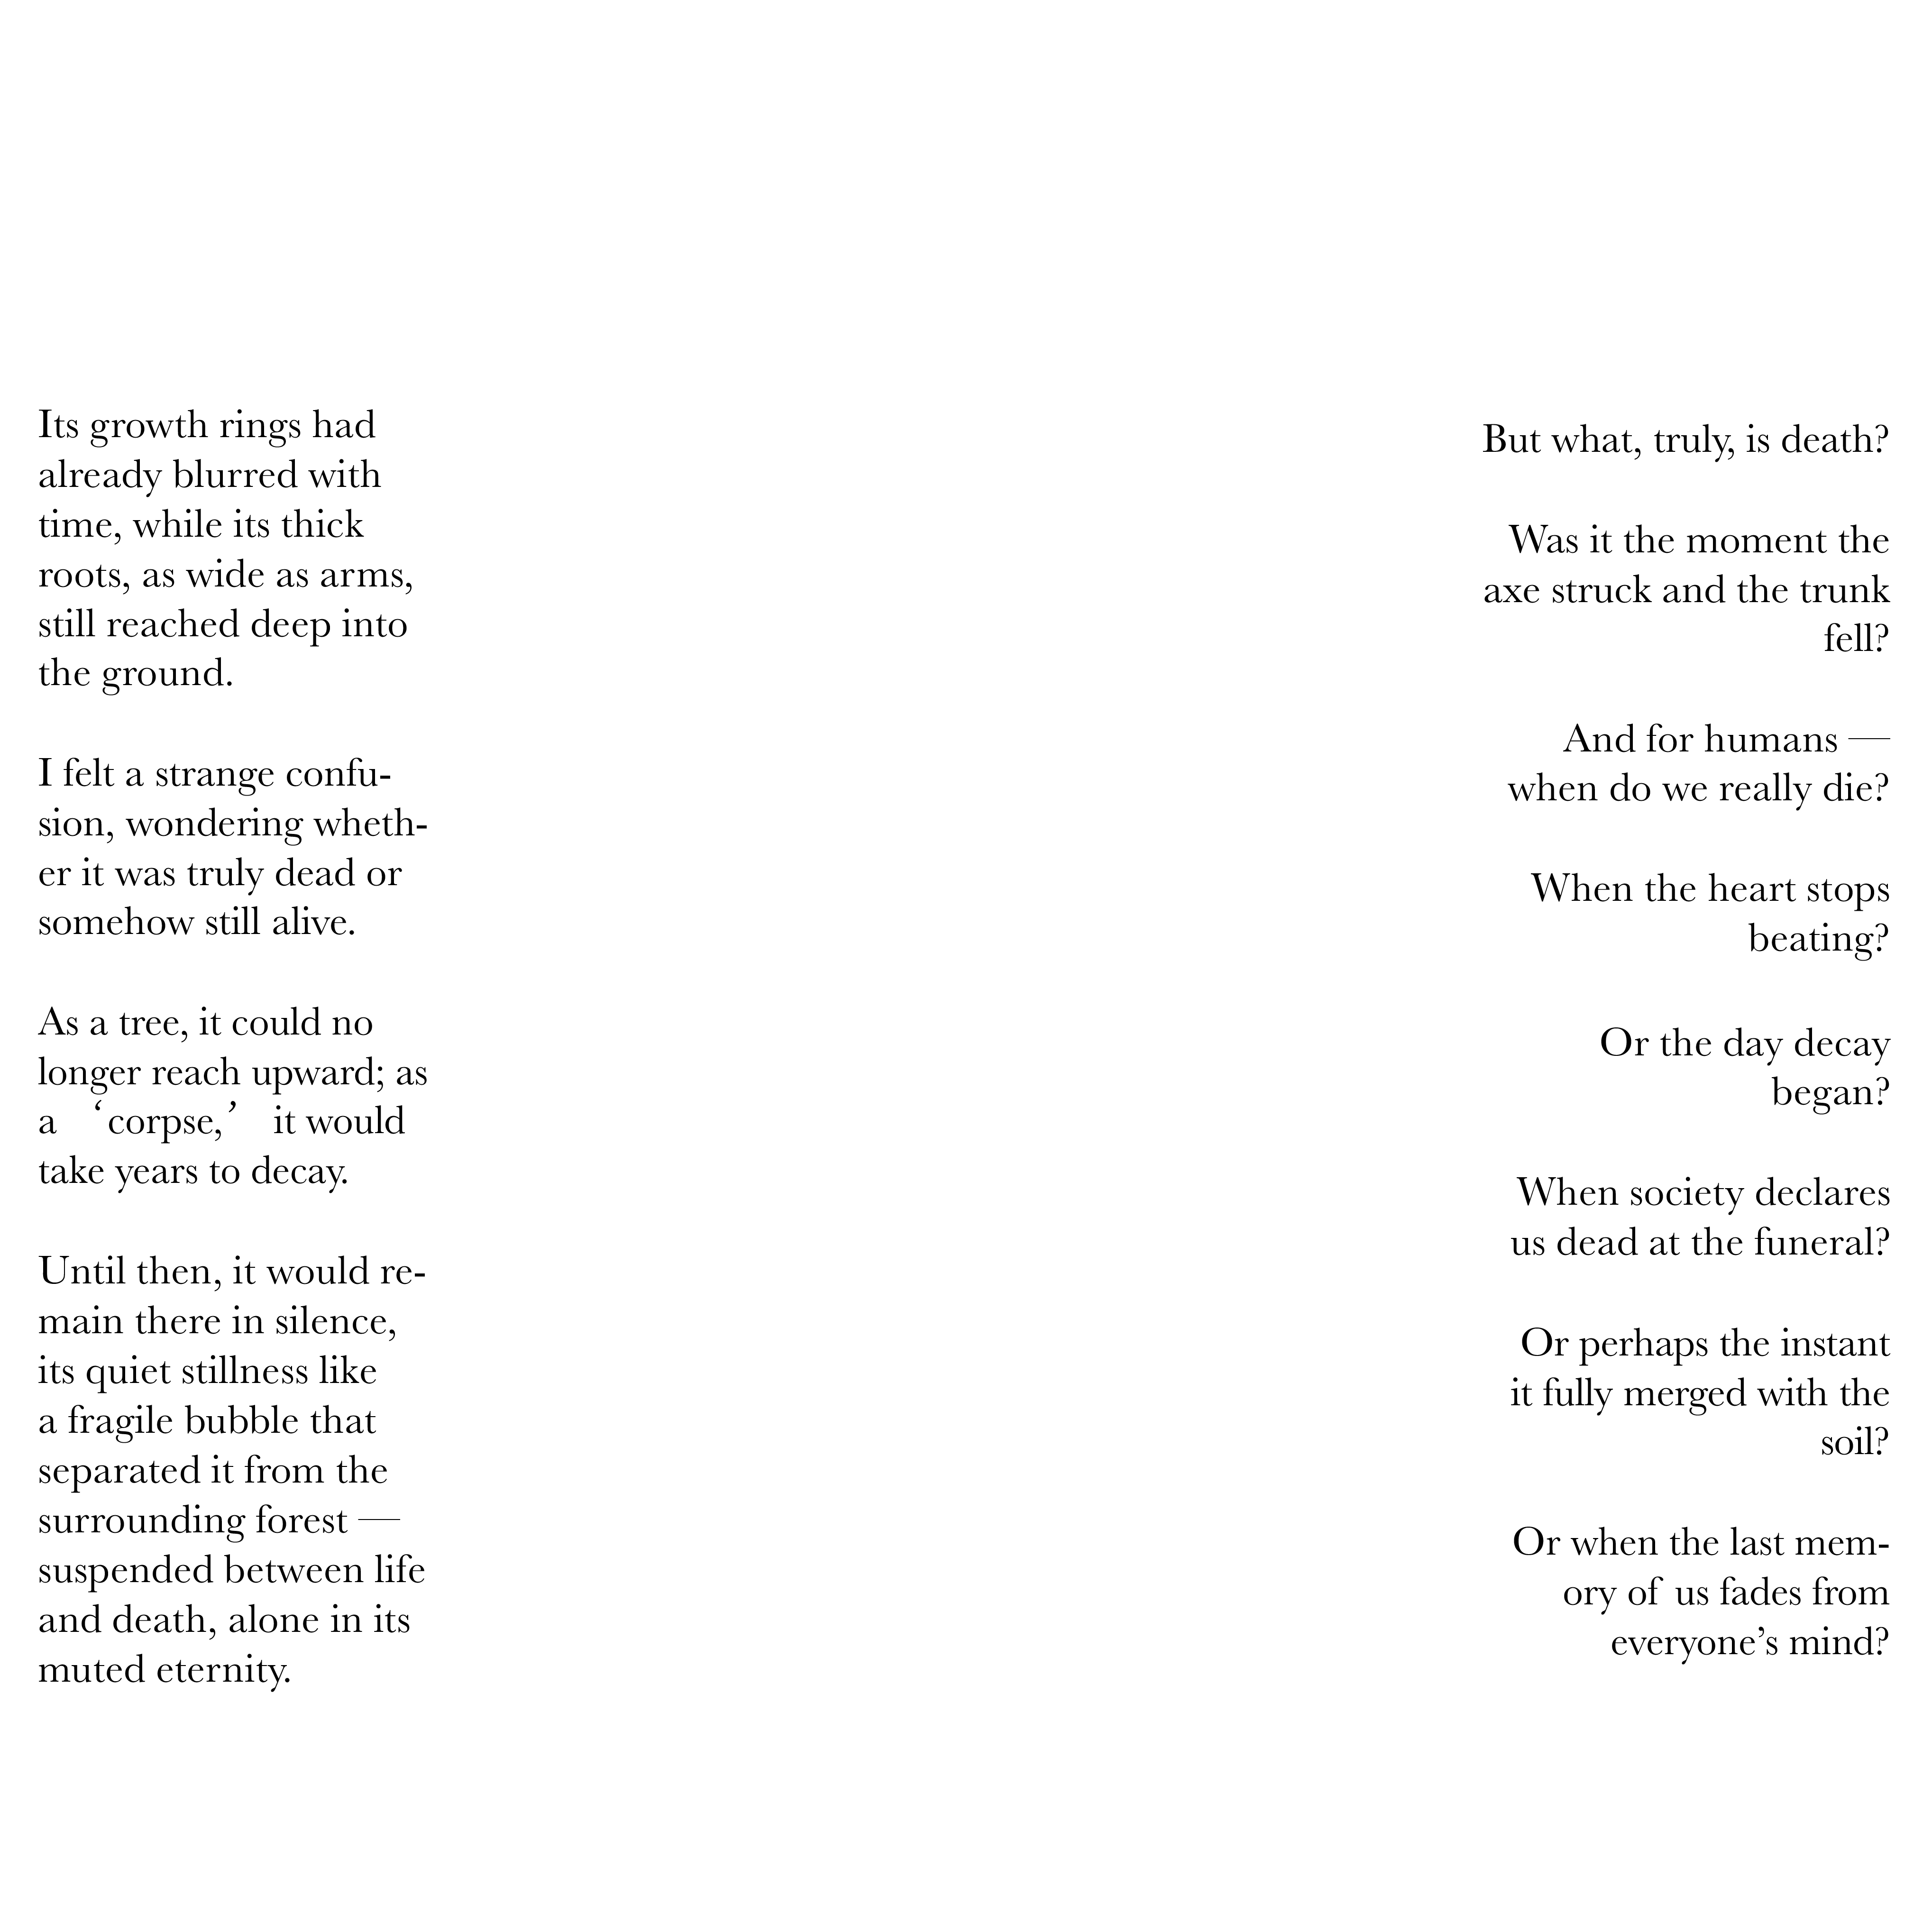 Its growth rings had
already blurred with
time, while its thick
roots, as wide as arms,
still reached deep into
the ground.
I felt a strange confu-
sion, wondering wheth-
er it was truly dead or
somehow still alive.
As a tree, it could no
longer reach upward; as
a ‘corpse,’ it would
take years to decay.
Until then, it would re-
main there in silence,
its quiet stillness like
a fragile bubble that
separated it from the
surrounding forest —
suspended between life
and death, alone in its
muted eternity.
But what, truly, is death?
Was it the moment the
axe struck and the trunk
fell?
And for humans —
when do we really die?
When the heart stops
beating?
Or the day decay
began?
When society declares
us dead at the funeral?
Or perhaps the instant
it fully merged with the
soil?
Or when the last mem-
ory of us fades from
everyone’s mind?